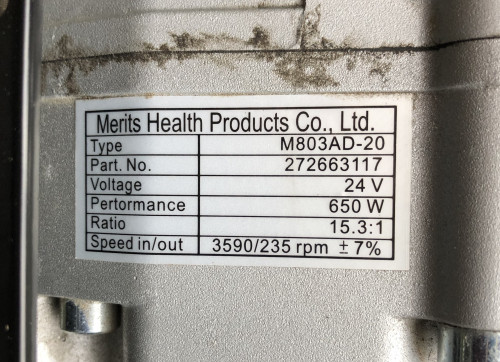 Merits Health Products Co., Ltd.
Type M803AD-20
Part. No. 272663117
Voltage 24 V
Pertormance 650 W
Ratio 15.3:1
Speed in/out 3590/235 rpm ± 7%